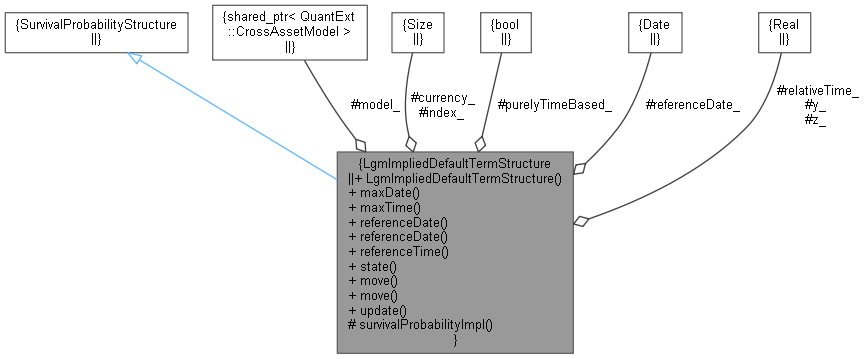 {SurvivalProbabilityStructure
||}
{shared_ptr< QuantExt
::CrossAssetModel >
||}
{Size
||}
{bool
||}
{Date
||}
{Real
||}
#model_
#currency_
#index_
#purelyTimeBased_
#referenceDate_
#relativeTime_
#y_
#z_
{LgmImpliedDefaultTermStructure
||+ LgmImpliedDefaultTermStructure()
+ maxDate()
+ maxTime()
+ referenceDate()
+ referenceDate()
+ referenceTime()
+ state()
+ move()
+ move()
+ update()
# survivalProbabilityImpl()
}